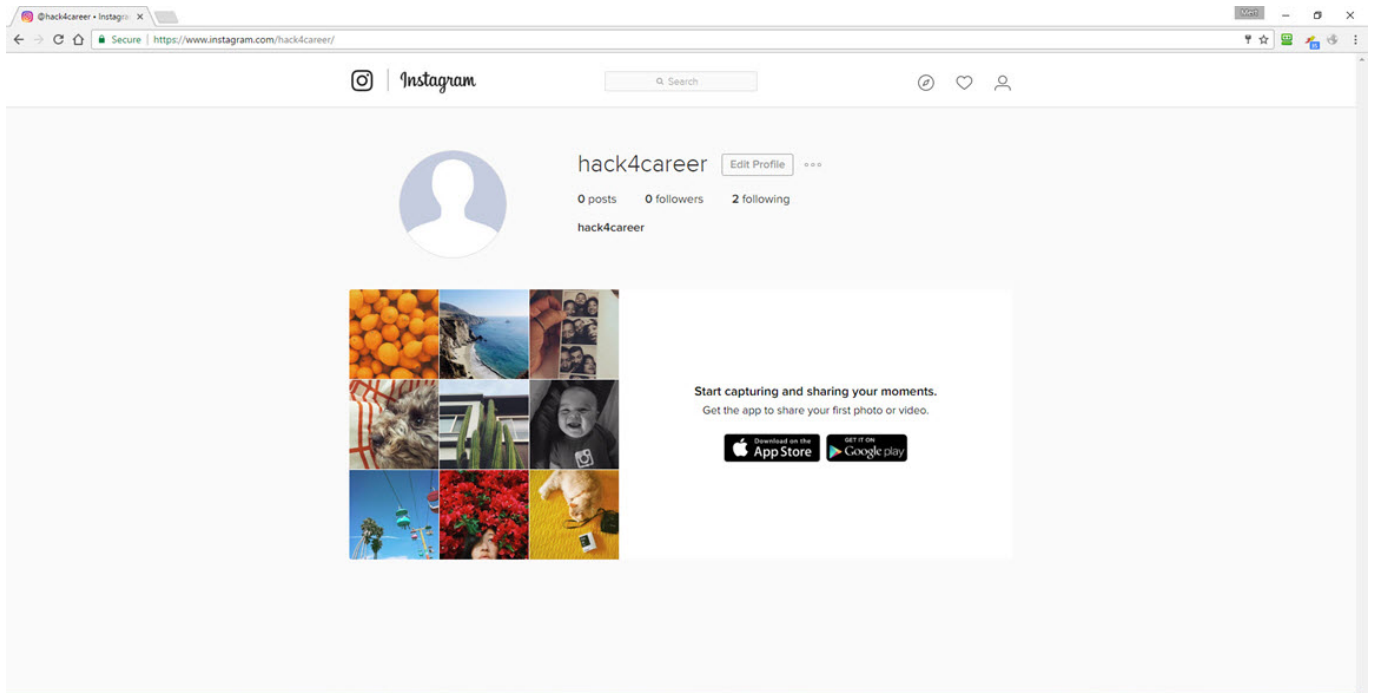 @hack4career • Instagra
Secure | https://www.instagram.com/hack4career/
Instagram
Search
hack4career Edit Profile
0 posts 0 followers 2 following
hack4career
Start capturing and sharing your moments.
Get the app to share your first photo or video.
Download on the App Store
GET IT ON Google play